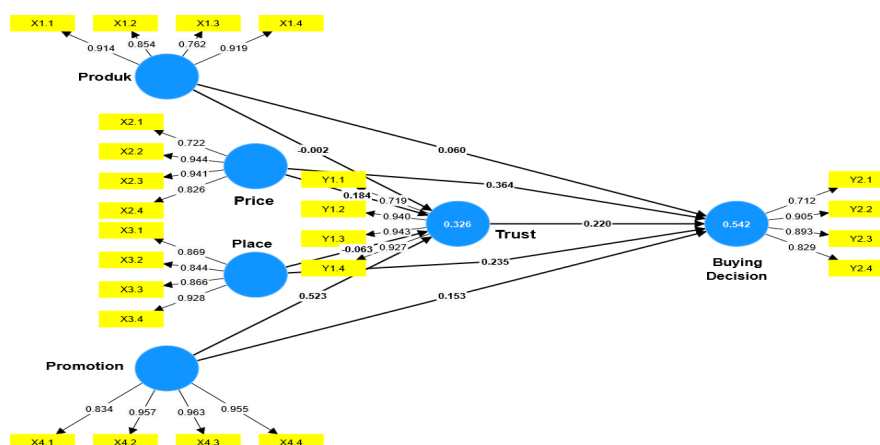 X1.1 X1.2 X1.3 X1.4
0.914 0.854 0.762 0.919
Produk
X2.1
X2.2
X2.3
X2.4
0.722
0.944
0.941
0.826
Price
X3.1
X3.2
X3.3
X3.4
0.869
0.844
0.866
0.928
Place
Promotion
0.834 0.957 0.963 0.955
X4.1 X4.2 X4.3 X4.4
-0.002
0.184
-0.063
0.523
Y1.1
Y1.2
Y1.3
Y1.4
0.719
0.940
0.943
0.927
0.326
Trust
0.060
0.364
0.220
0.235
0.153
0.542
Buying
Decision
0.712
0.905
0.893
0.829
Y2.1
Y2.2
Y2.3
Y2.4